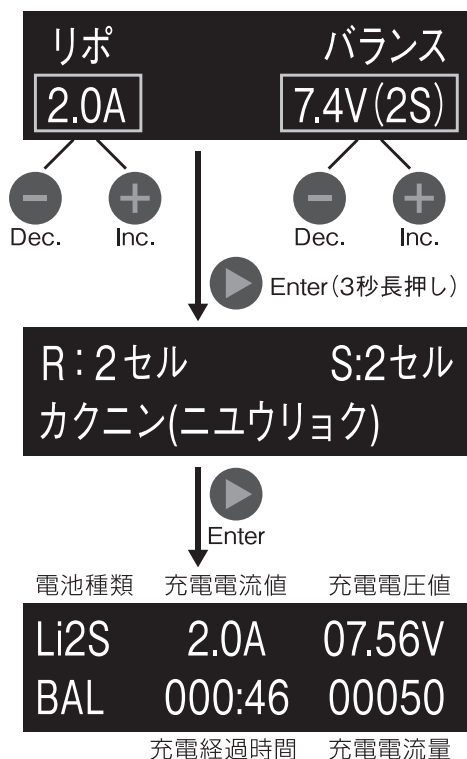 リポ バランス
2.0A 7.4V(2S)
Dec. Inc. Dec. Inc.
Enter(3秒長押し)
R:2セル S:2セル
カクニン(ニユウリョク)
Enter
電池種類 充電電流値 充電電圧値
Li2S 2.0A 07.56V
BAL 000:46 00050
充電経過時間 充電電流量